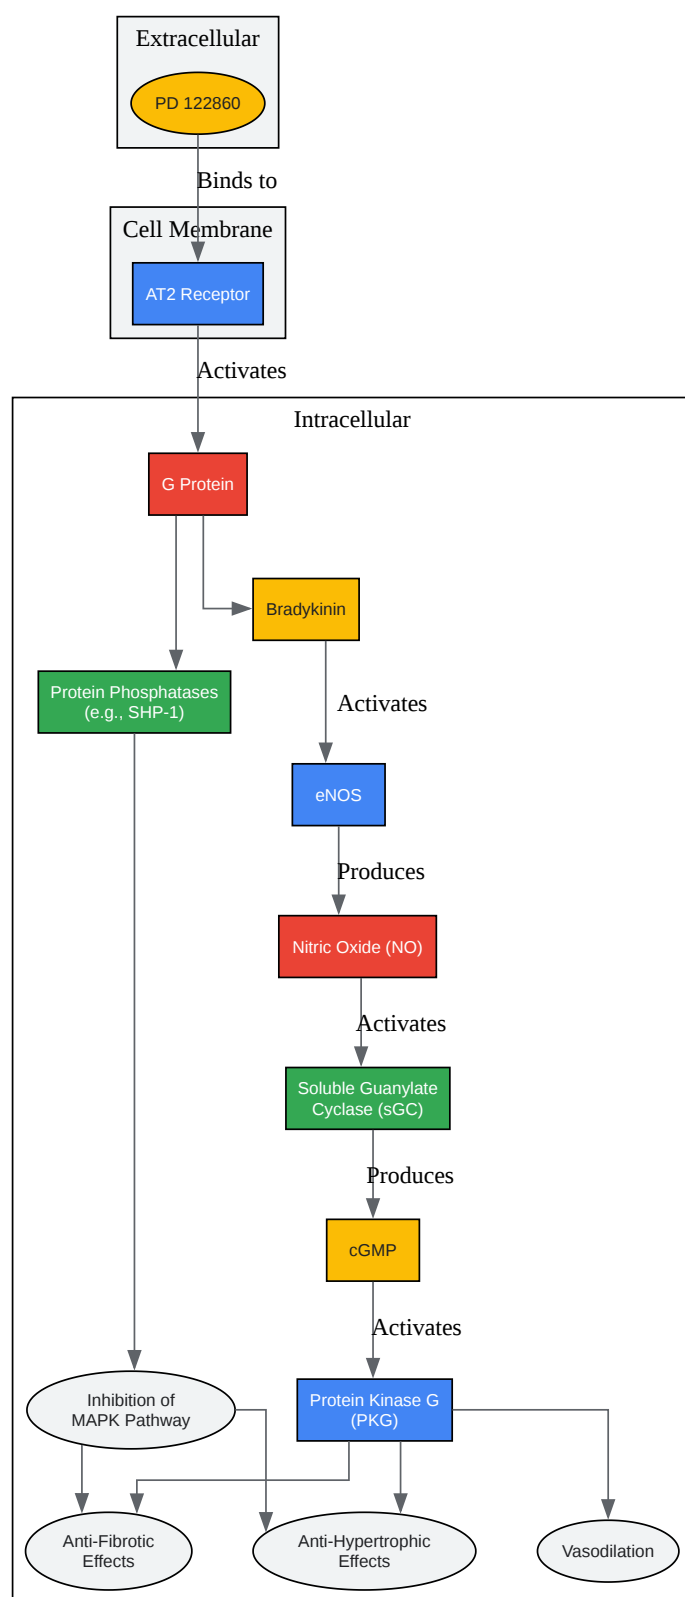 Extracellular
PD 122860
Binds to
Cell Membrane
AT2 Receptor
Activates
Intracellular
G Protein
Bradykinin
Protein Phosphatases
(e.g., SHP-1)
Activates
eNOS
Produces
Nitric Oxide (NO)
Activates
Soluble Guanylate
Cyclase (sGC)
Produces
cGMP
Activates
Inhibition of
MAPK Pathway
Protein Kinase G
(PKG)
Anti-Fibrotic
Effects
Anti-Hypertrophic
Effects
Vasodilation